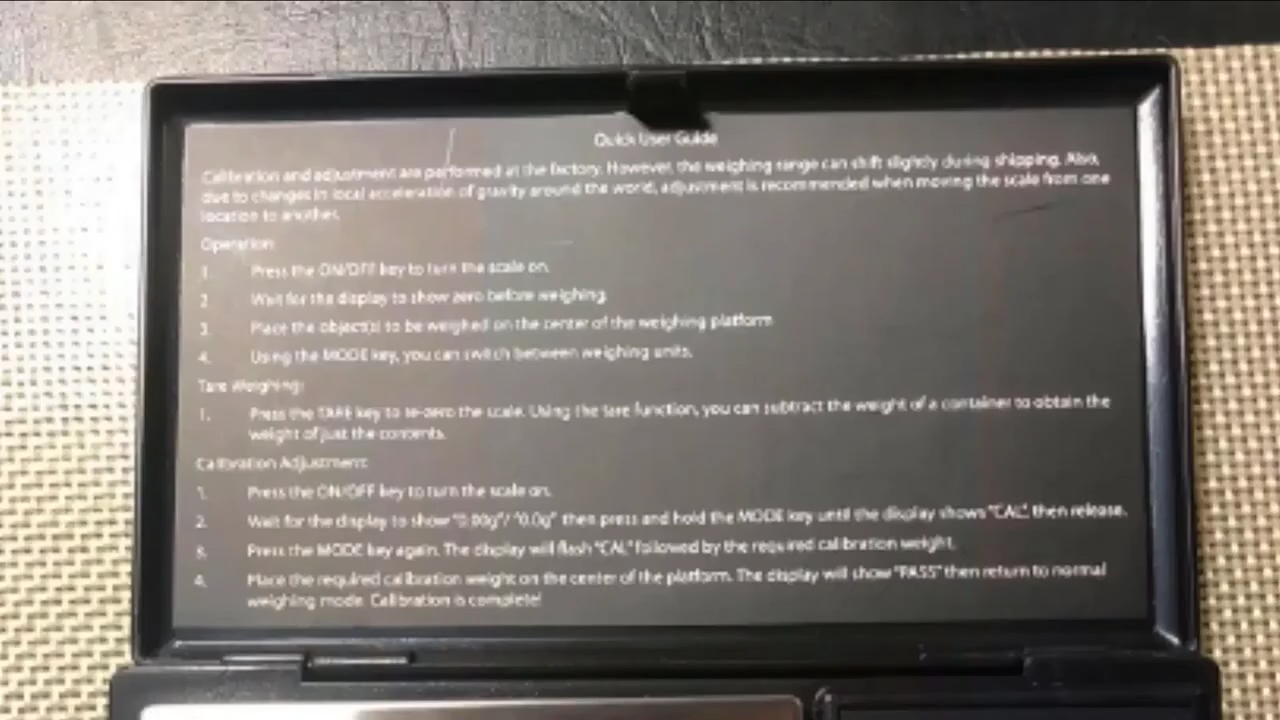 Quick User Guide
Calibration and adjustment are performed at the factory. However, the weighing range can shift slightly during shipping. Also,
due to changes in local acceleration of gravity around the world, adjustment is recommended when moving the scale from one
location to another.
Operation:
1. Press the ON/OFF key to turn the scale on.
2. Wait for the display to show zero before weighing.
3. Place the object(s) to be weighed on the center of the weighing platform
4. Using the MODE key, you can switch between weighing units.
Tare Weighing:
1. Press the TARE key to re-zero the scale. Using the tare function, you can subtract the weight of a container to obtain the
weight of just the contents.
Calibration Adjustment:
1. Press the ON/OFF key to turn the scale on.
2. Wait for the display to show "0.00g"/ "0.0g" then press and hold the MODE key until the display shows "CAL", then release.
3. Press the MODE key again. The display will flash "CAL" followed by the required calibration weight.
4. Place the required calibration weight on the center of the platform. The display will show "PASS" then return to normal
weighing mode. Calibration is complete!